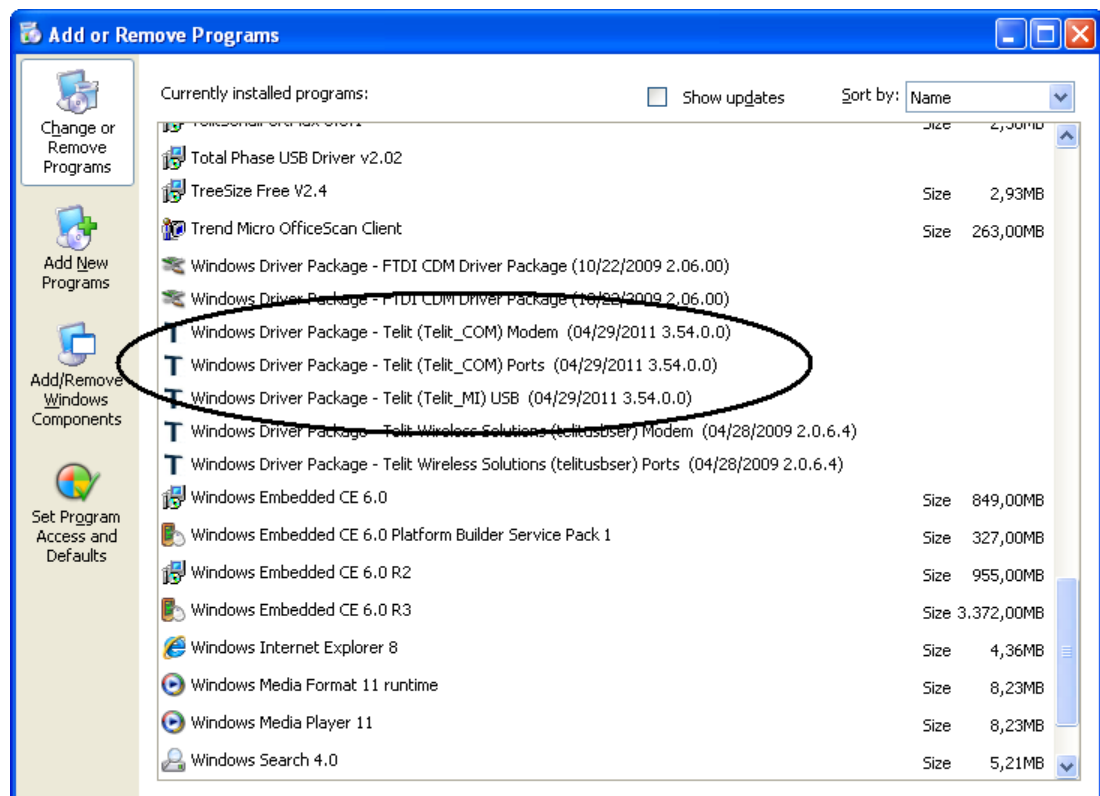 Add or Remove Programs
Change or
Remove
Programs
Add New
Programs
Add/Remove
Windows
Components
Set Program
Access and
Defaults
Currently installed programs:
Show updates
Sort by: Name
Size 2,50MB
Total Phase USB Driver v2.02
TreeSize Free V2.4 Size 2,93MB
Trend Micro OfficeScan Client Size 263,00MB
Windows Driver Package - FTDI CDM Driver Package (10/22/2009 2.06.00)
Windows Driver Package - FTDI CDM Driver Package (10/22/2009 2.06.00)
Windows Driver Package - Telit (Telit_COM) Modem (04/29/2011 3.54.0.0)
Windows Driver Package - Telit (Telit_COM) Ports (04/29/2011 3.54.0.0)
Windows Driver Package - Telit (Telit_MI) USB (04/29/2011 3.54.0.0)
Windows Driver Package - Telit Wireless Solutions (telitusbser) Modem (04/28/2009 2.0.6.4)
Windows Driver Package - Telit Wireless Solutions (telitusbser) Ports (04/28/2009 2.0.6.4)
Windows Embedded CE 6.0 Size 849,00MB
Windows Embedded CE 6.0 Platform Builder Service Pack 1 Size 327,00MB
Windows Embedded CE 6.0 R2 Size 955,00MB
Windows Embedded CE 6.0 R3 Size 3.372,00MB
Windows Internet Explorer 8 Size 4,36MB
Windows Media Format 11 runtime Size 8,23MB
Windows Media Player 11 Size 8,23MB
Windows Search 4.0 Size 5,21MB